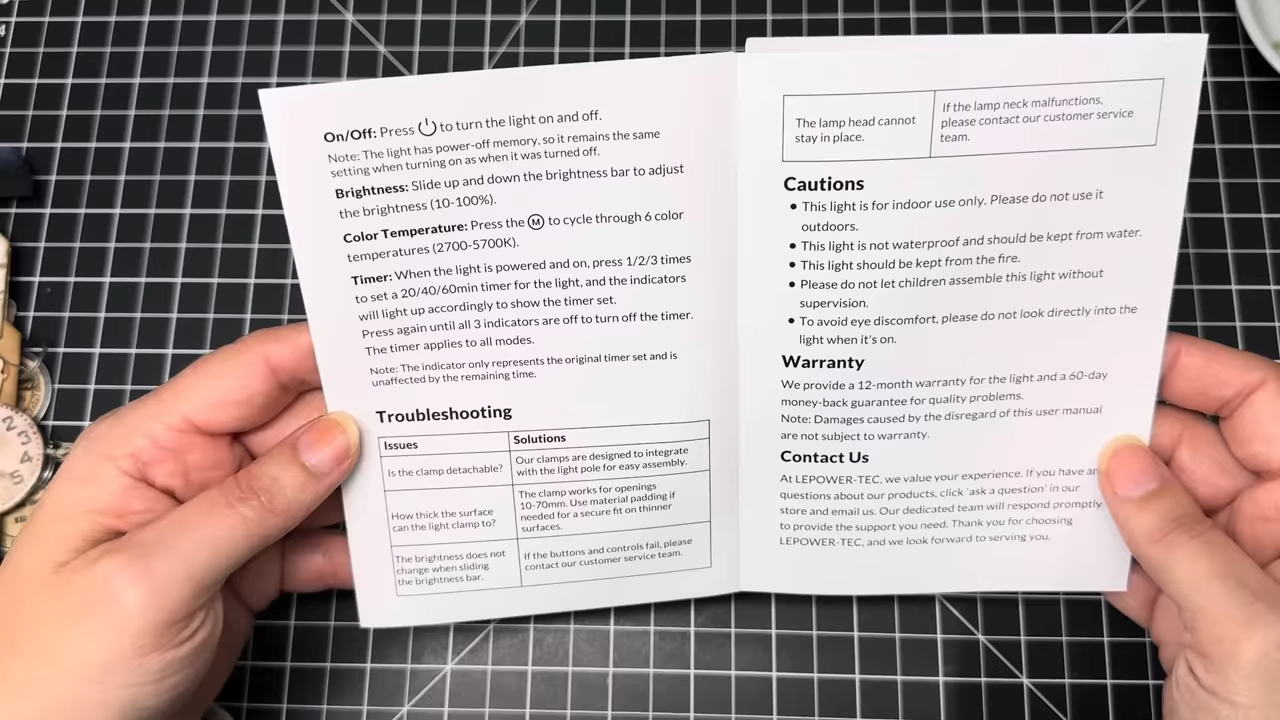 On/Off: Press to turn the light on and off.
Note: The light has power-off memory, so it remains the same
setting when turning on as when it was turned off.
Brightness: Slide up and down the brightness bar to adjust
the brightness (10-100%).
Color Temperature: Press the M to cycle through 6 color
temperatures (2700-5700K).
Timer: When the light is powered and on, press 1/2/3 times
to set a 20/40/60min timer for the light, and the indicators
will light up accordingly to show the timer set.
Press again until all 3 indicators are off to turn off the timer.
The timer applies to all modes.
Note: The indicator only represents the original timer set and is
unaffected by the remaining time.
Troubleshooting
Issues
Solutions
Is the clamp detachable?
Our clamps are designed to integrate
with the light pole for easy assembly.
How thick the surface
can the light clamp to?
The clamp works for openings
10-70mm. Use material padding if
needed for a secure fit on thinner
surfaces.
The brightness does not
change when sliding
the brightness bar.
If the buttons and controls fail, please
contact our customer service team.
The lamp head cannot
stay in place.
If the lamp neck malfunctions,
please contact our customer service
team.
Cautions
• This light is for indoor use only. Please do not use it
outdoors.
• This light is not waterproof and should be kept from water.
• This light should be kept from the fire.
• Please do not let children assemble this light without
supervision.
• To avoid eye discomfort, please do not look directly into the
light when it's on.
Warranty
We provide a 12-month warranty for the light and a 60-day
money-back guarantee for quality problems.
Note: Damages caused by the disregard of this user manual
are not subject to warranty.
Contact Us
At LEPOWER-TEC, we value your experience. If you have
questions about our products, click 'ask a question' in our
store and email us. Our dedicated team will respond promptly
to provide the support you need. Thank you for choosing
LEPOWER-TEC, and we look forward to serving you.